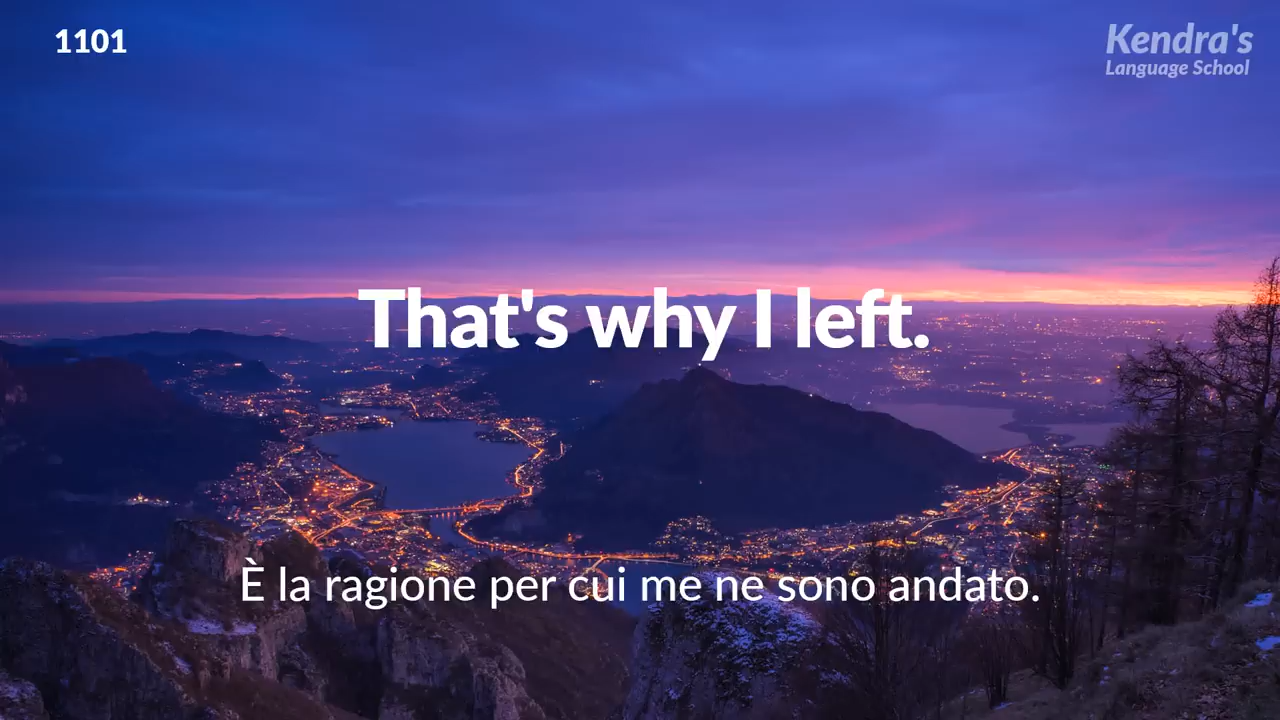 1101
Kendra's
Language School
That's why I left.
È la ragione per cui me ne sono andato.